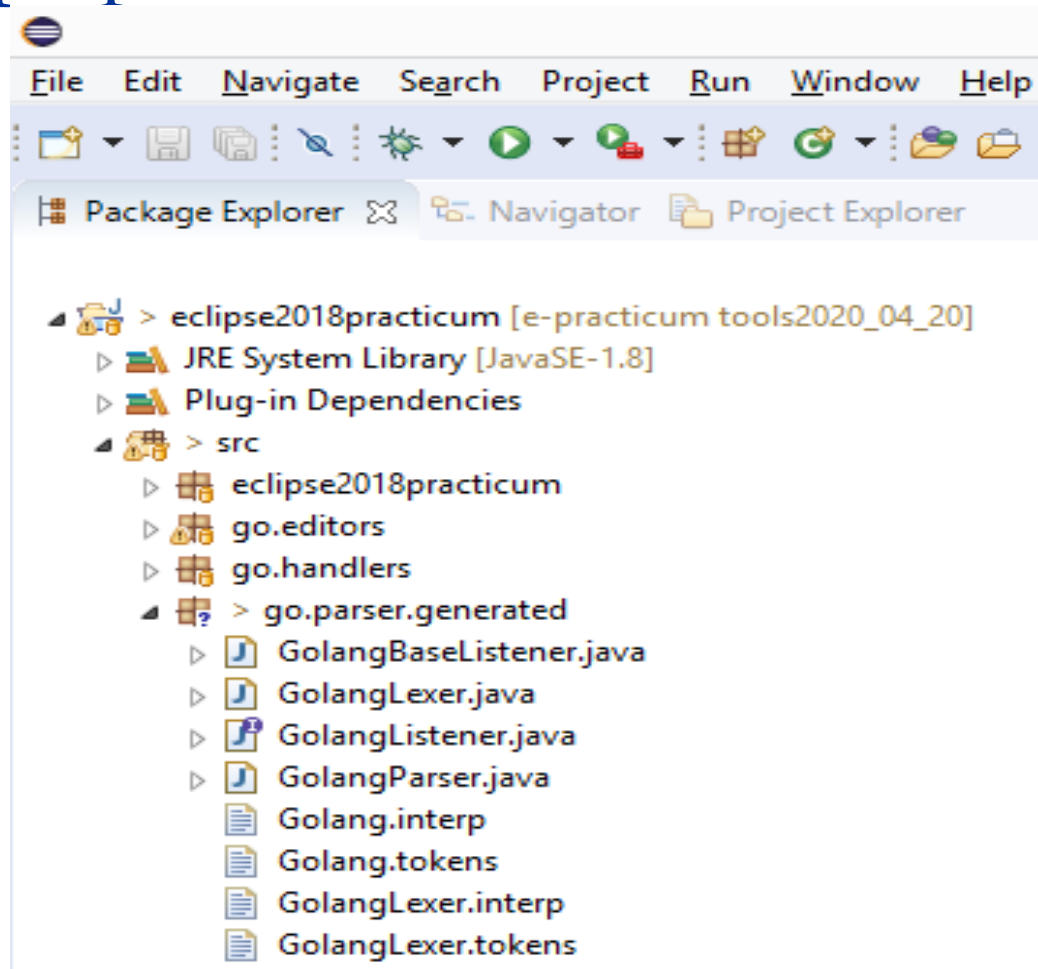 File Edit Navigate Search Project Run Window Help
Package Explorer Navigator Project Explorer
> eclipse2018practicum [e-practicum tools2020_04_20]
JRE System Library [JavaSE-1.8]
Plug-in Dependencies
> src
eclipse2018practicum
go.editors
go.handlers
> go.parser.generated
GolangBaseListener.java
GolangLexer.java
GolangListener.java
GolangParser.java
Golang.interp
Golang.tokens
GolangLexer.interp
GolangLexer.tokens